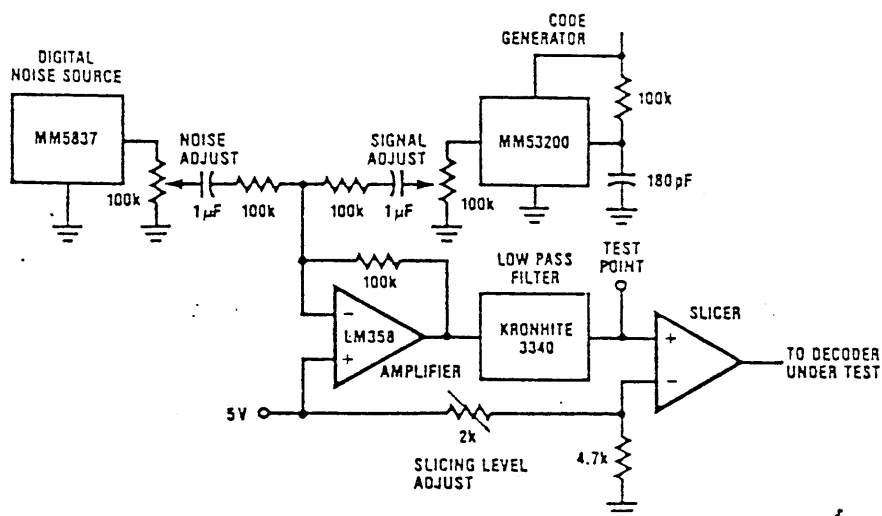 CODE
GENERATOR
DIGITAL
NOISE SOURCE
MM5837
NOISE
ADJUST
SIGNAL
ADJUST
MM53200
100k
180pF
100k
1µF
100k
100k
1µF
100k
100k
LOW PASS
FILTER
TEST
POINT
SLICER
LM358
KRONHITE
3340
AMPLIFIER
TO DECODER
UNDER TEST
5V
2k
SLICING LEVEL
ADJUST
4.7k